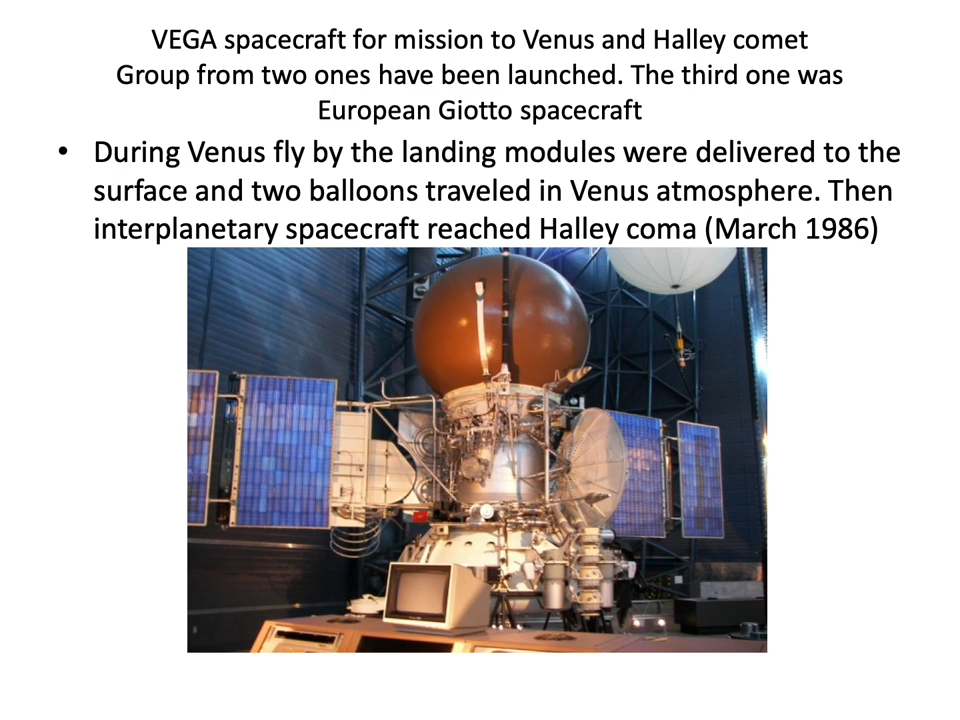 VEGA spacecraft for mission to Venus and Halley comet
Group from two ones have been launched. The third one was
European Giotto spacecraft
• During Venus fly by the landing modules were delivered to the
surface and two balloons traveled in Venus atmosphere. Then
interplanetary spacecraft reached Halley coma (March 1986)